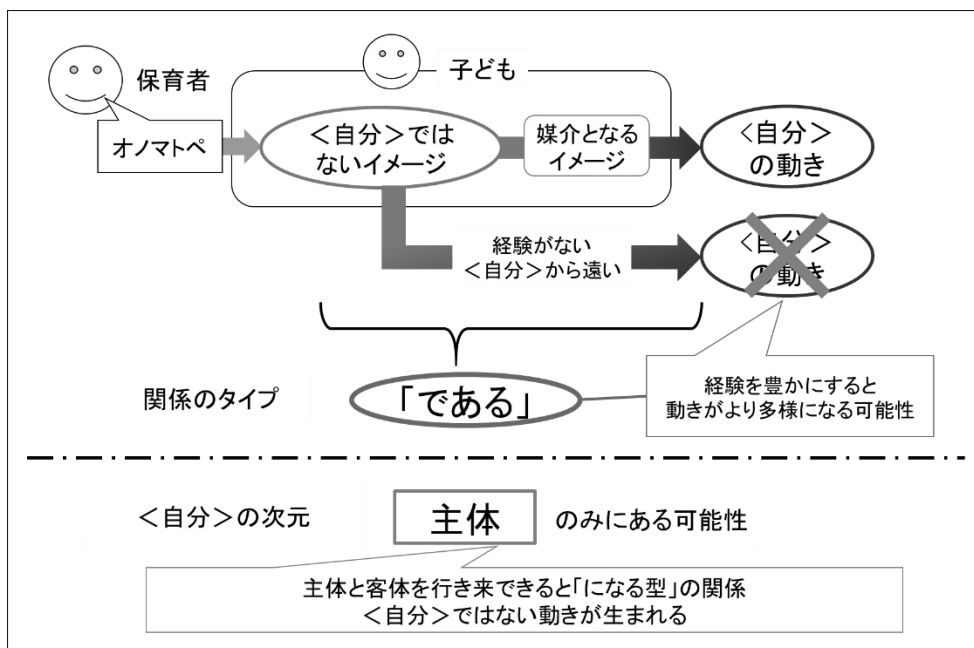 保育者
子ども
オノマトペ
＜自分＞では
ないイメージ
媒介となる
イメージ
＜自分＞
の動き
経験がない
＜自分＞から遠い
＜自分＞
の動き
関係のタイプ
「である」
経験を豊かにすると
動きがより多様になる可能性
＜自分＞の次元
主体
のみにある可能性
主体と客体を行き来できると「になる型」の関係
＜自分＞ではない動きが生まれる